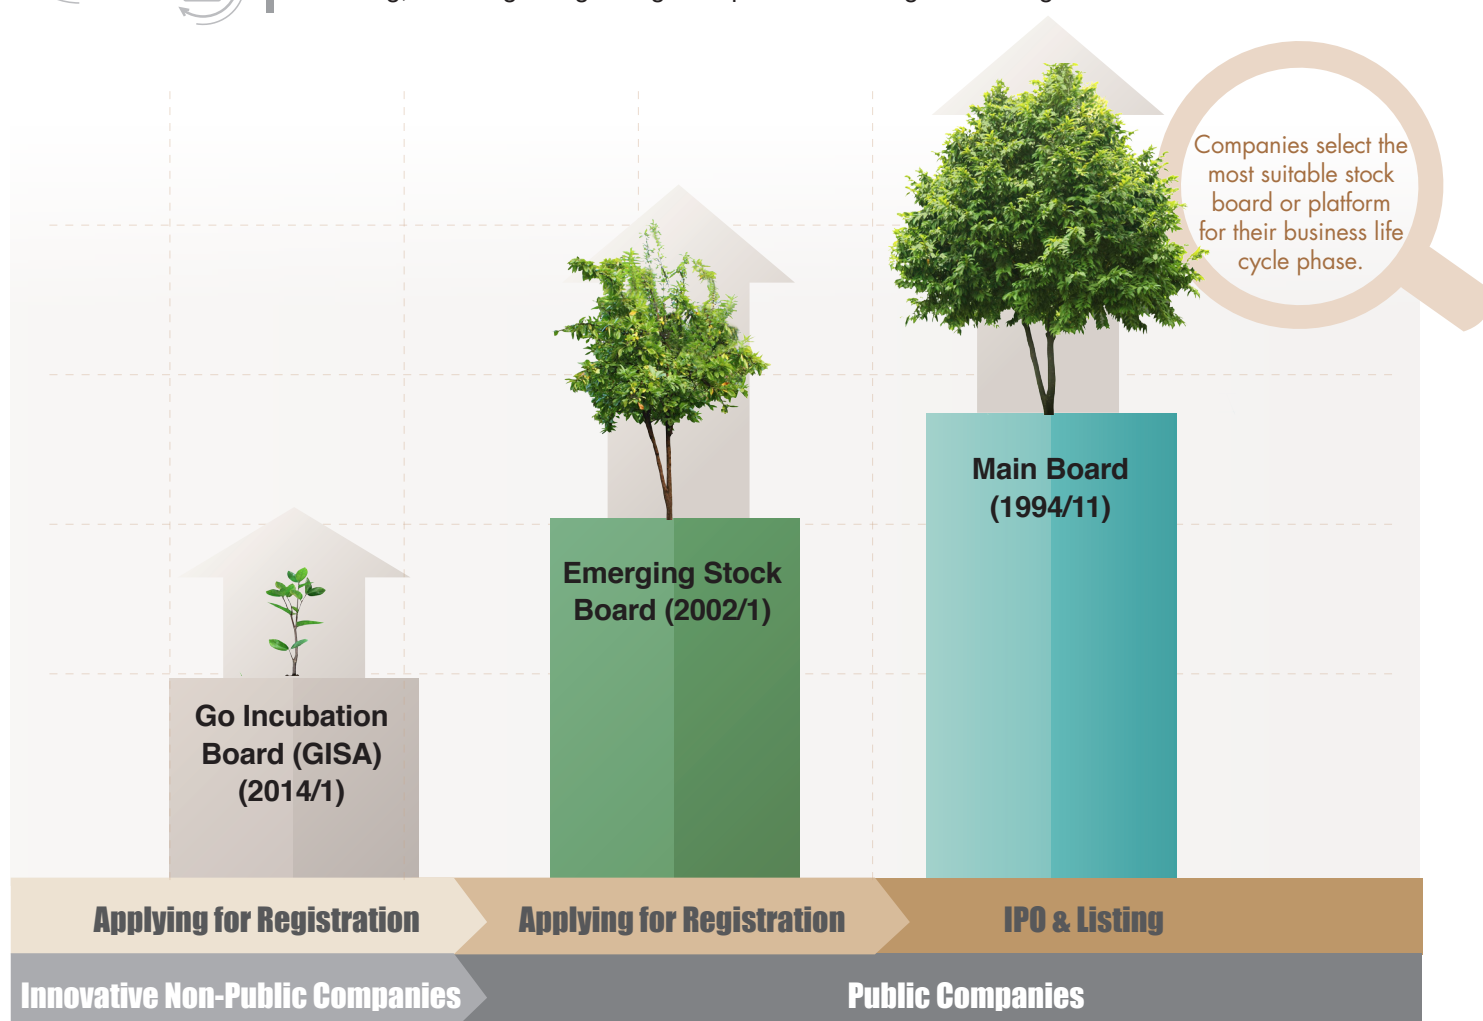 Companies select the
most suitable stock
board or platform
for their business life
cycle phase.
Main Board
(1994/11)
Emerging Stock
Board (2002/1)
Go Incubation
Board (GISA)
(2014/1)
Applying for Registration
Applying for Registration
IPO & Listing
Innovative Non-Public Companies
Public Companies